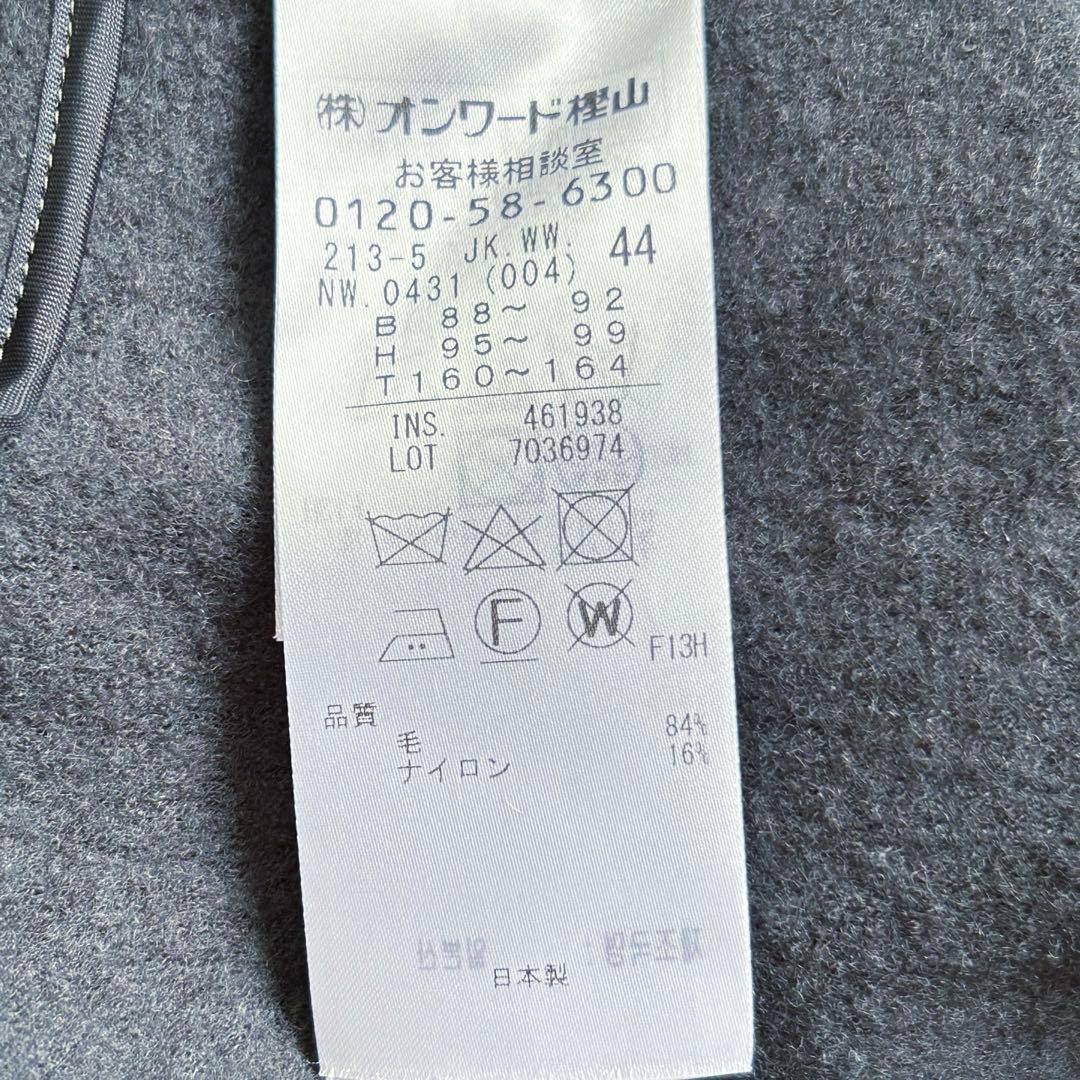 ㈱オンワード樫山
お客様相談室
0120-58-6300
213-5 JK.WW. 44
NW.0431 (004)
B 88～ 92
H 95～ 99
T160～164
INS. 461938
LOT 7036974
F
W
F13H
品質
毛 84%
ナイロン 16%
日本製